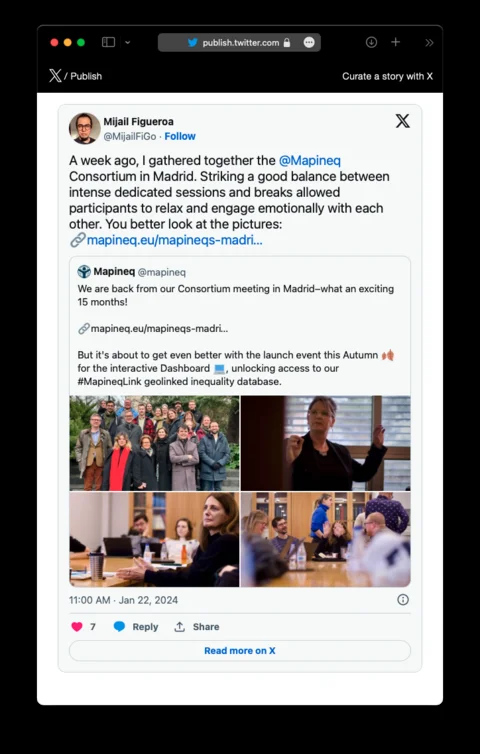 publish.twitter.com
X / Publish
Curate a story with X
Mijail Figueroa
@MijailFiGo · Follow
X
A week ago, I gathered together the @Mapineq
Consortium in Madrid. Striking a good balance between
intense dedicated sessions and breaks allowed
participants to relax and engage emotionally with each
other. You better look at the pictures:
🔗mapineq.eu/mapineqs-madri…
Mapineq @mapineq
We are back from our Consortium meeting in Madrid–what an exciting
15 months!
🔗mapineq.eu/mapineqs-madri…
But it's about to get even better with the launch event this Autumn 🍂
for the interactive Dashboard 💻, unlocking access to our
#MapineqLink geolinked inequality database.
11:00 AM · Jan 22, 2024
7 Reply Share
Read more on X